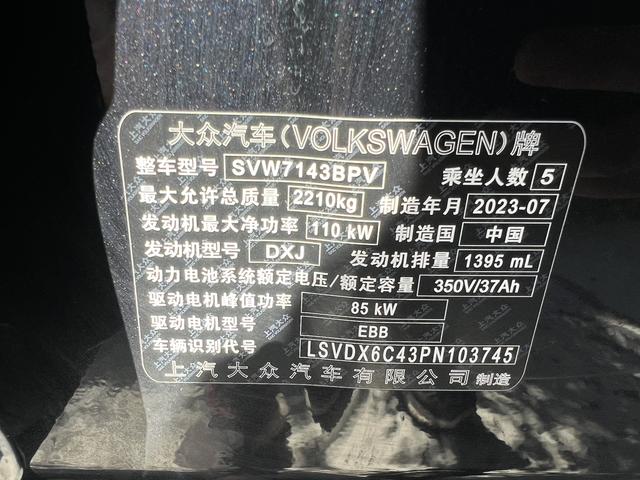 大众汽车(VOLKSWAGEN)牌
整车型号 SVW7143BPV 乘坐人数 5
最大允许总质量 2210kg 制造年月 2023-07
发动机最大净功率 110 kW 制造国 中国
发动机型号 DXJ 发动机排量 1395 mL
动力电池系统额定电压/额定容量 350V/37Ah
驱动电机峰值功率 85 kW
驱动电机型号 EBB
车辆识别代号 LSVDX6C43PN103745
上汽大众汽车有限公司 制造